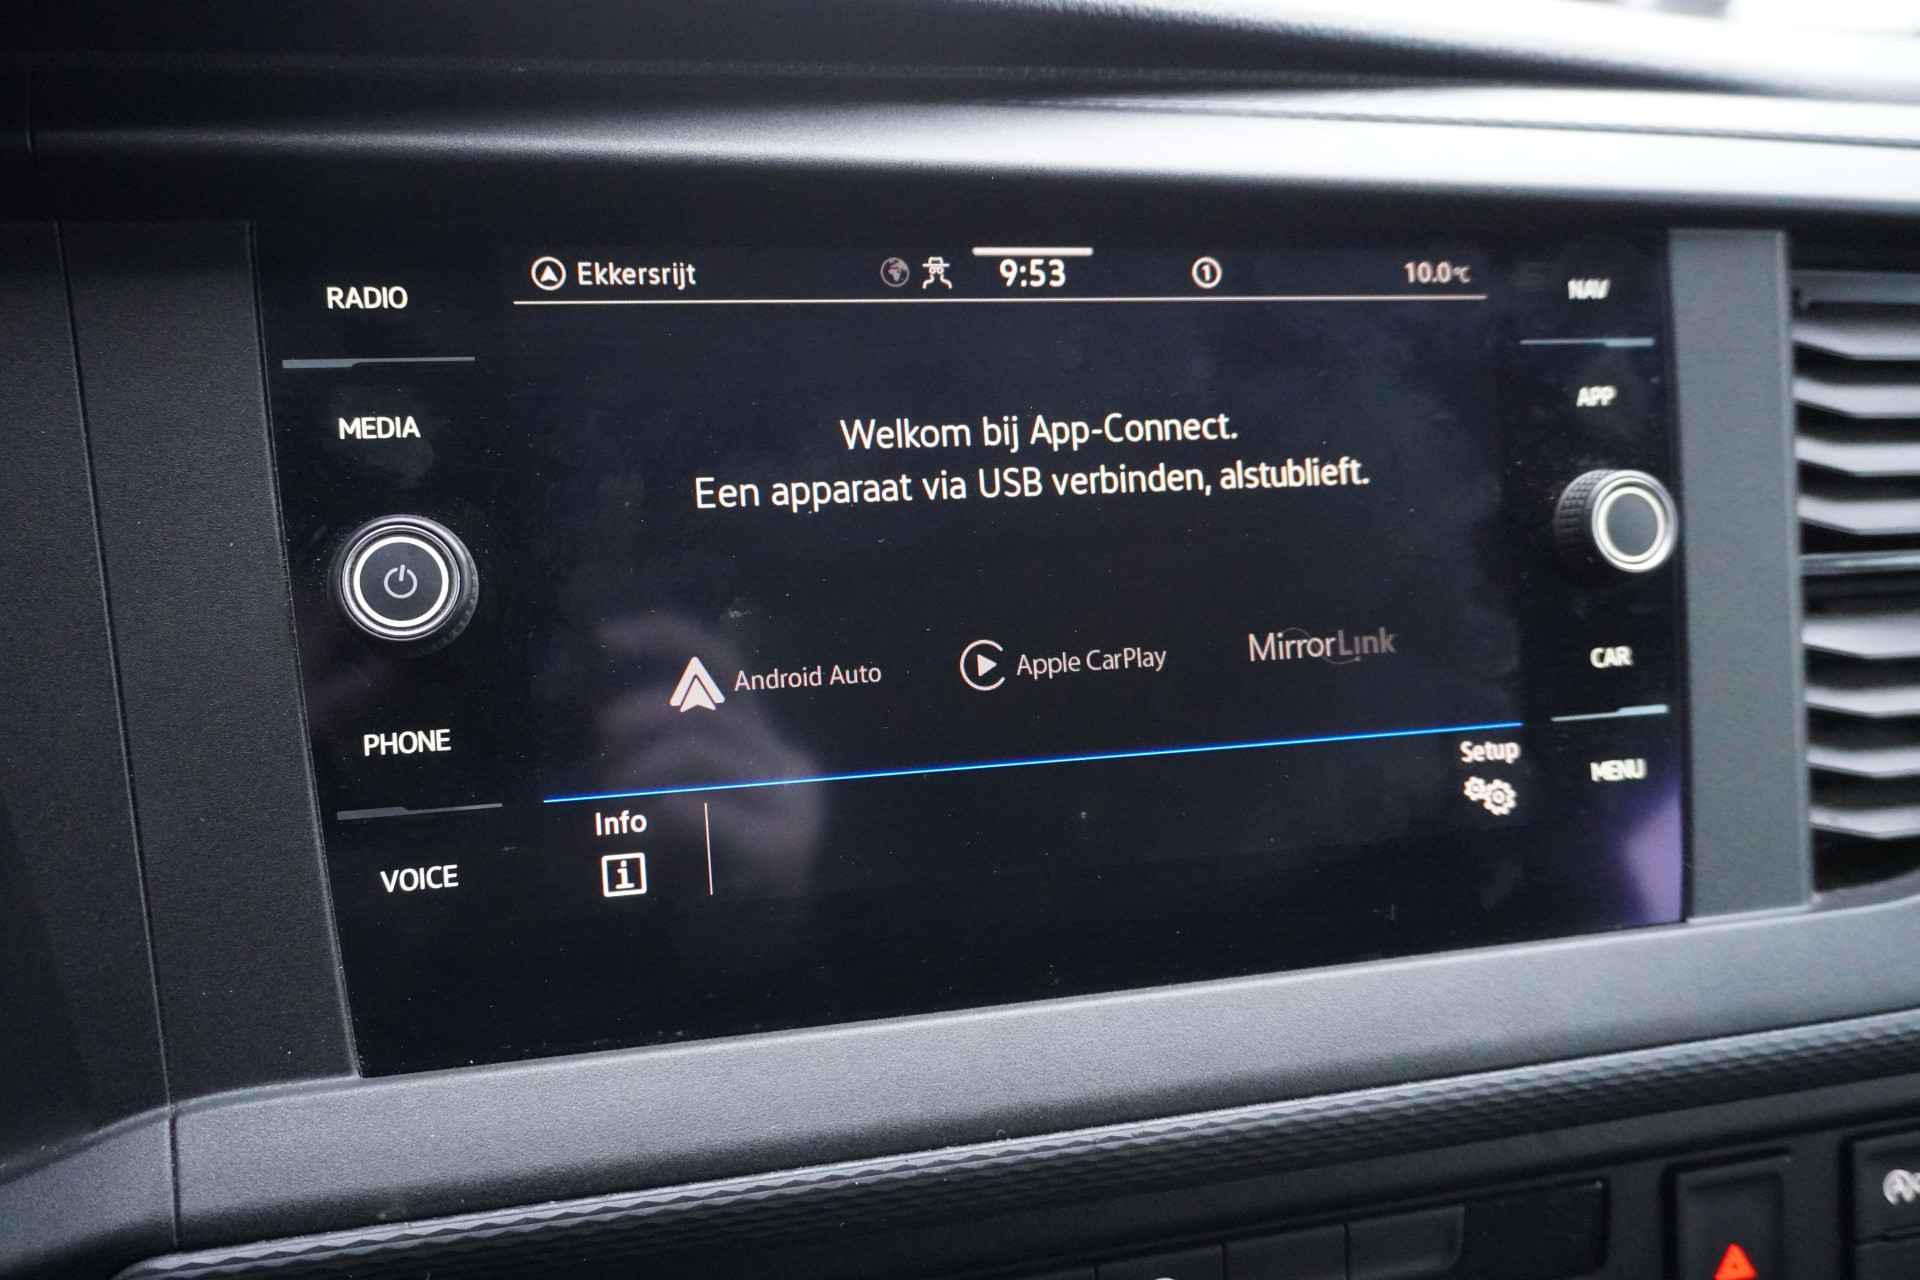 RADIO
MEDIA
PHONE
VOICE
Ekkersrijt
9:53
1
10.0°C
Welkom bij App-Connect.
Een apparaat via USB verbinden, alstublieft.
Android Auto
Apple CarPlay
MirrorLink
Info
i
Setup
NAV
APP
CAR
MENU